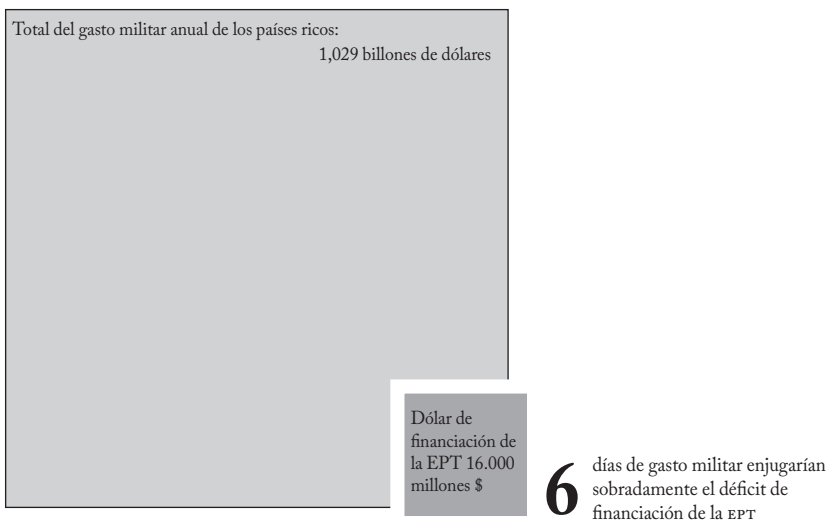 Total del gasto militar anual de los países ricos:
1,029 billones de dólares
Dólar de
financiación de
la EPT 16.000
millones $
6
días de gasto militar enjugarían
sobradamente el déficit de
financiación de la EPT